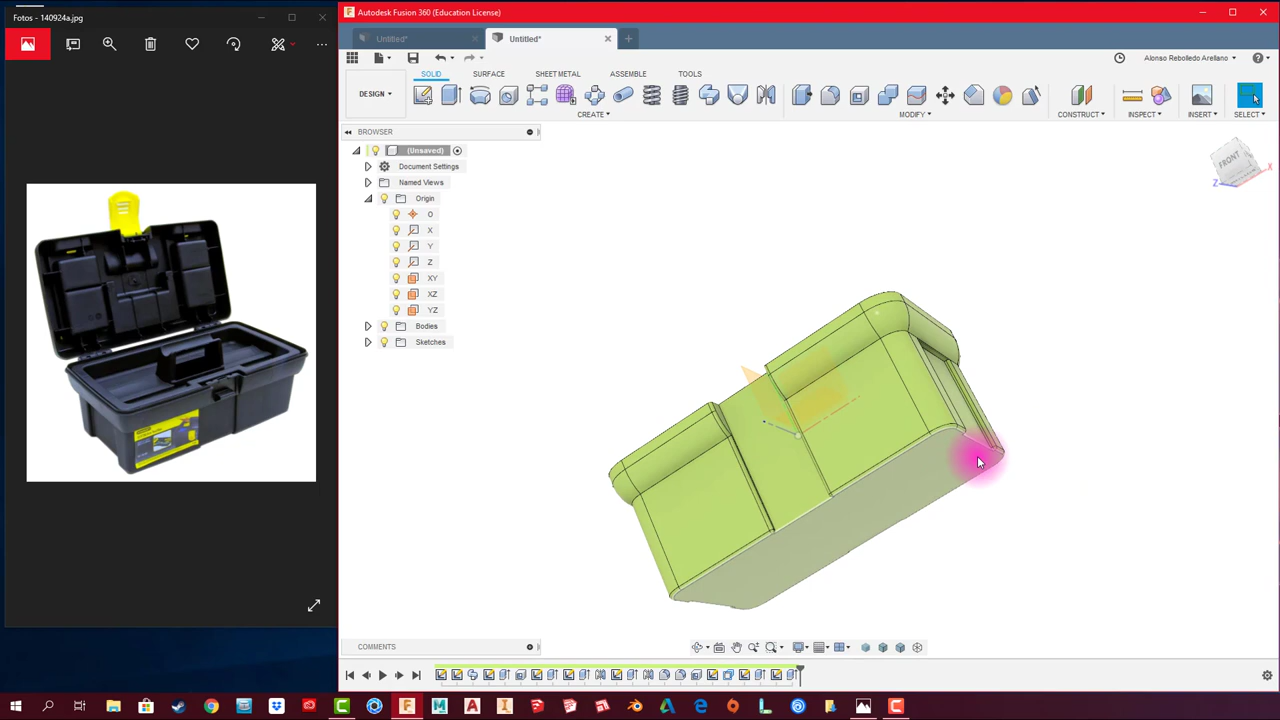 Fotos - 140924a.jpg
Autodesk Fusion 360 (Education License)
Untitled*
Untitled*
Alonso Rebolledo Arellano
SOLID
SURFACE
SHEET METAL
ASSEMBLE
TOOLS
DESIGN
CREATE
MODIFY
CONSTRUCT
INSPECT
INSERT
SELECT
BROWSER
(Unsaved)
Document Settings
Named Views
Origin
O
X
Y
Z
XY
XZ
YZ
Bodies
Sketches
FRONT
X
Z
COMMENTS